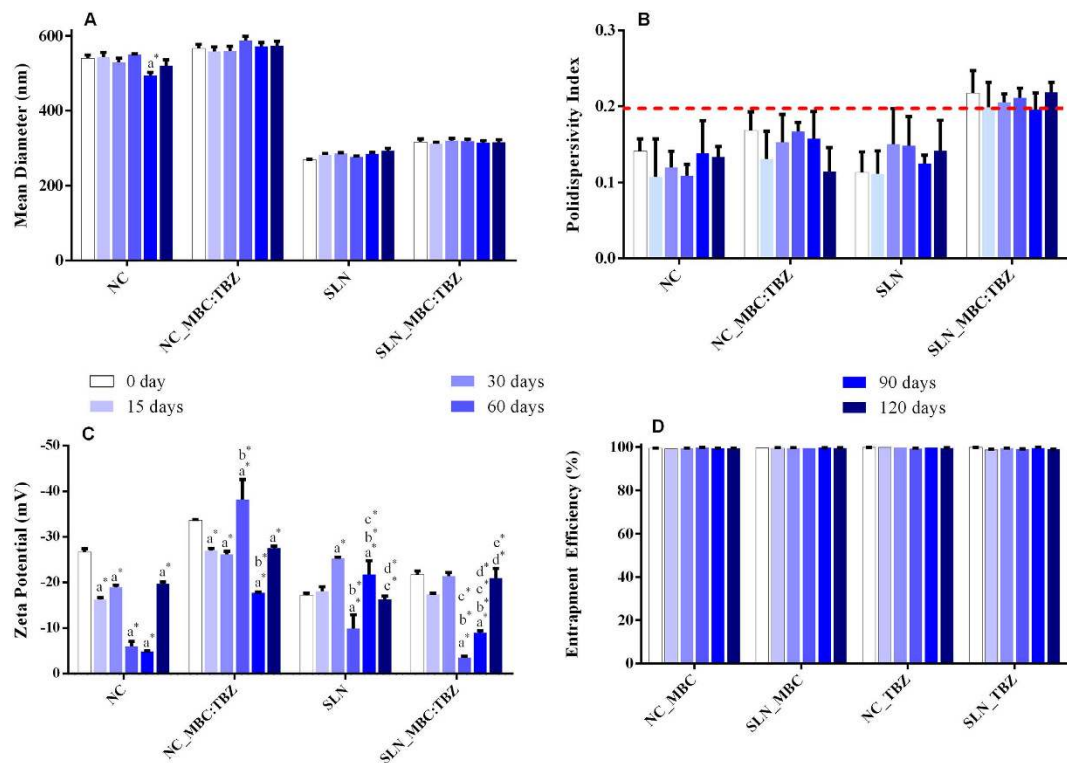 A
Mean Diameter (nm)
600
400
200
0
a*
NC
NC_MBC:TBZ
SLN
SLN_MBC:TBZ
B
Polidispersivity Index
0.3
0.2
0.1
0.0
NC
NC_MBC:TBZ
SLN
SLN_MBC:TBZ
0 day
15 days
30 days
60 days
90 days
120 days
C
Zeta Potential (mV)
-50
-40
-30
-20
-10
-0
a*
a*
a*
a*
a*
a*
b*
a*
b*
a*
a*
a*
b*
a*
c*
b*
a*
d*
c*
c*
b*
a*
d*
c*
b*
a*
c*
d*
NC
NC_MBC:TBZ
SLN
SLN_MBC:TBZ
D
Entrapment Efficiency (%)
100
80
60
40
20
0
NC_MBC
SLN_MBC
NC_TBZ
SLN_TBZ